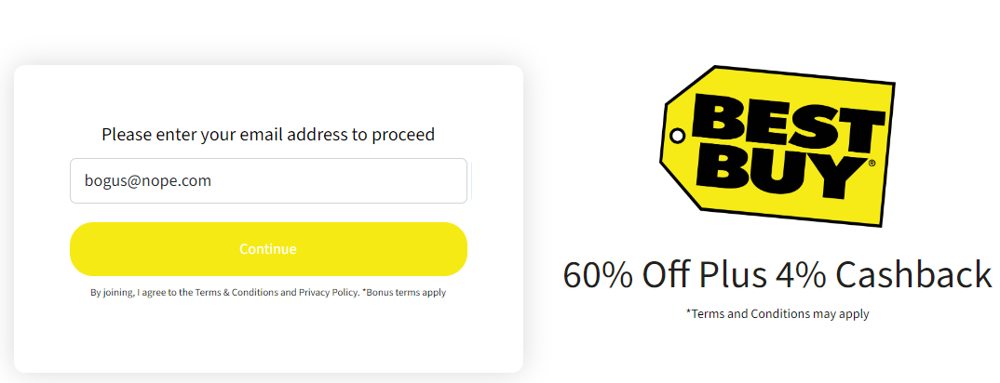 Please enter your email address to proceed
bogus@nope.com
Continue
By joining, I agree to the Terms & Conditions and Privacy Policy. *Bonus terms apply
BEST
BUY®
60% Off Plus 4% Cashback
*Terms and Conditions may apply